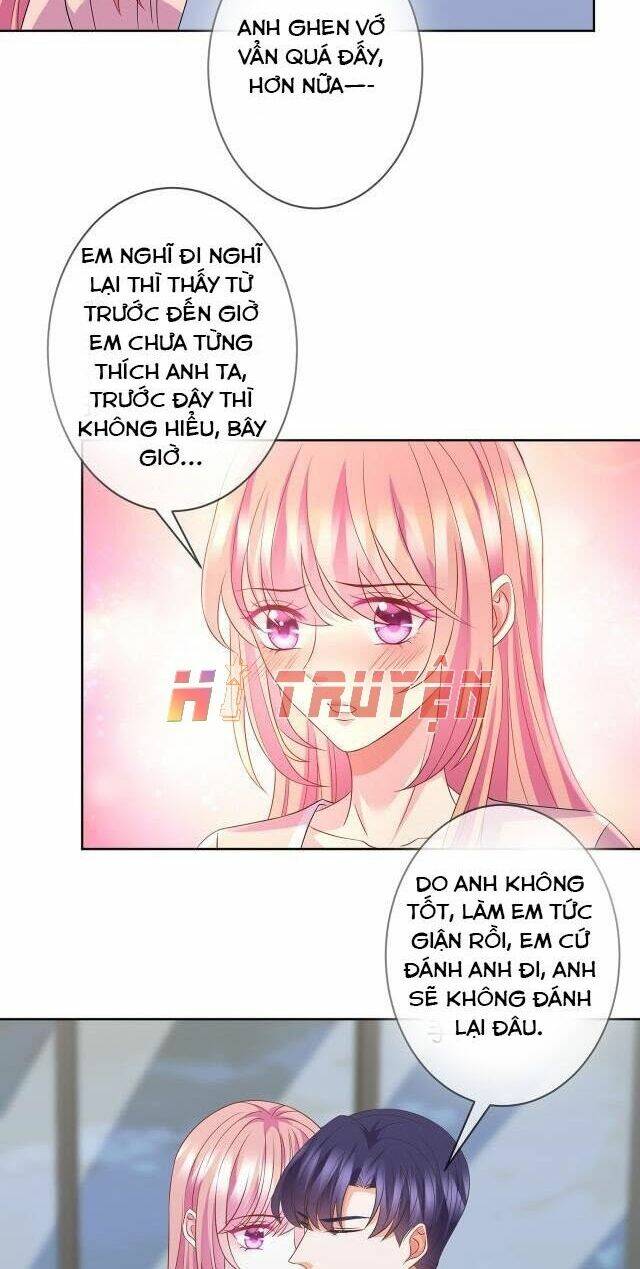 ANH GHEN VỚ
VẨN QUÁ ĐẤY,
HƠN NỮA—-
EM NGHĨ ĐI NGHĨ
LẠI THÌ THẤY TỪ
TRƯỚC ĐẾN GIỜ
EM CHƯA TỪNG
THÍCH ANH TA,
TRƯỚC ĐÂY THÌ
KHÔNG HIỂU, BÂY
GIỜ...
HI TRUYỆN
DO ANH KHÔNG
TỐT, LÀM EM TỨC
GIẬN RỒI, EM CỨ
ĐÁNH ANH ĐI, ANH
SẼ KHÔNG ĐÁNH
LẠI ĐÂU.